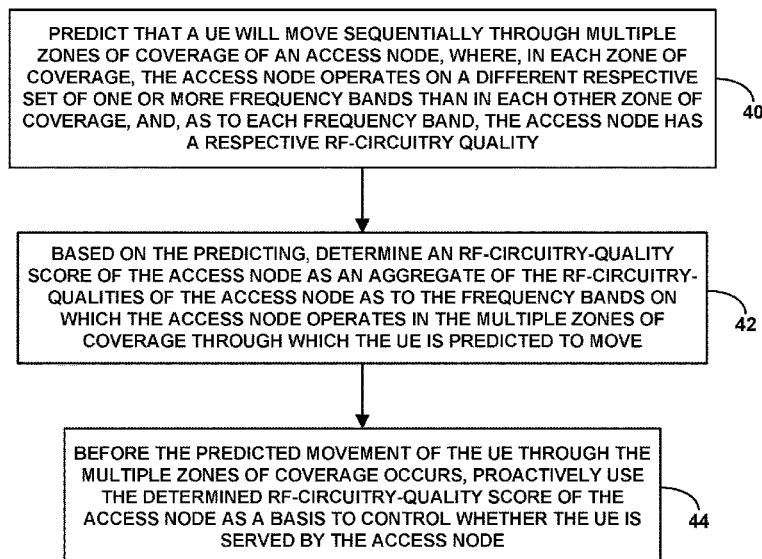 PREDICT THAT A UE WILL MOVE SEQUENTIALLY THROUGH MULTIPLE
ZONES OF COVERAGE OF AN ACCESS NODE, WHERE, IN EACH ZONE OF
COVERAGE, THE ACCESS NODE OPERATES ON A DIFFERENT RESPECTIVE
SET OF ONE OR MORE FREQUENCY BANDS THAN IN EACH OTHER ZONE OF
COVERAGE, AND, AS TO EACH FREQUENCY BAND, THE ACCESS NODE HAS
A RESPECTIVE RF-CIRCUITRY QUALITY
40
BASED ON THE PREDICTING, DETERMINE AN RF-CIRCUITRY-QUALITY
SCORE OF THE ACCESS NODE AS AN AGGREGATE OF THE RF-CIRCUITRY-
QUALITIES OF THE ACCESS NODE AS TO THE FREQUENCY BANDS ON
WHICH THE ACCESS NODE OPERATES IN THE MULTIPLE ZONES OF
COVERAGE THROUGH WHICH THE UE IS PREDICTED TO MOVE
42
BEFORE THE PREDICTED MOVEMENT OF THE UE THROUGH THE
MULTIPLE ZONES OF COVERAGE OCCURS, PROACTIVELY USE
THE DETERMINED RF-CIRCUITRY-QUALITY SCORE OF THE
ACCESS NODE AS A BASIS TO CONTROL WHETHER THE UE IS
SERVED BY THE ACCESS NODE
44